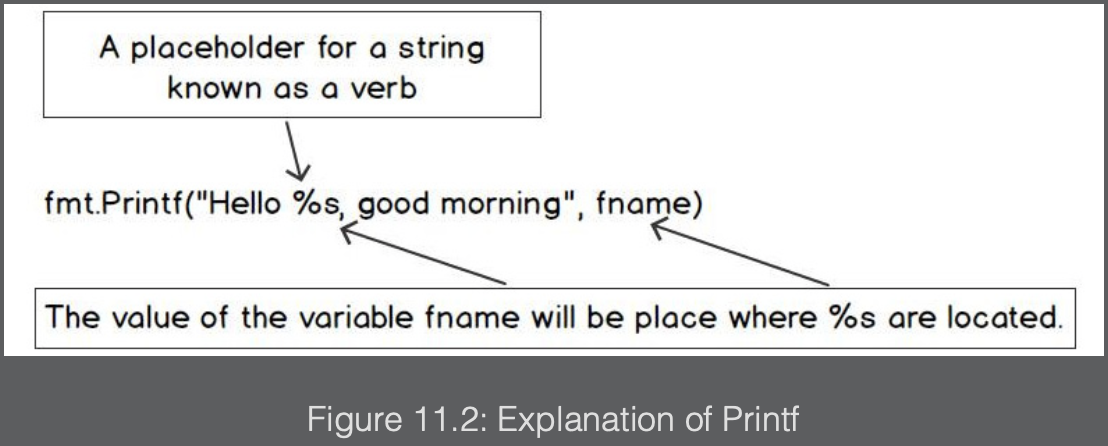 A placeholder for a string
known as a verb
fmt.Printf("Hello %s, good morning", fname)
The value of the variable fname will be place where %s are located.
Figure 11.2: Explanation of Printf